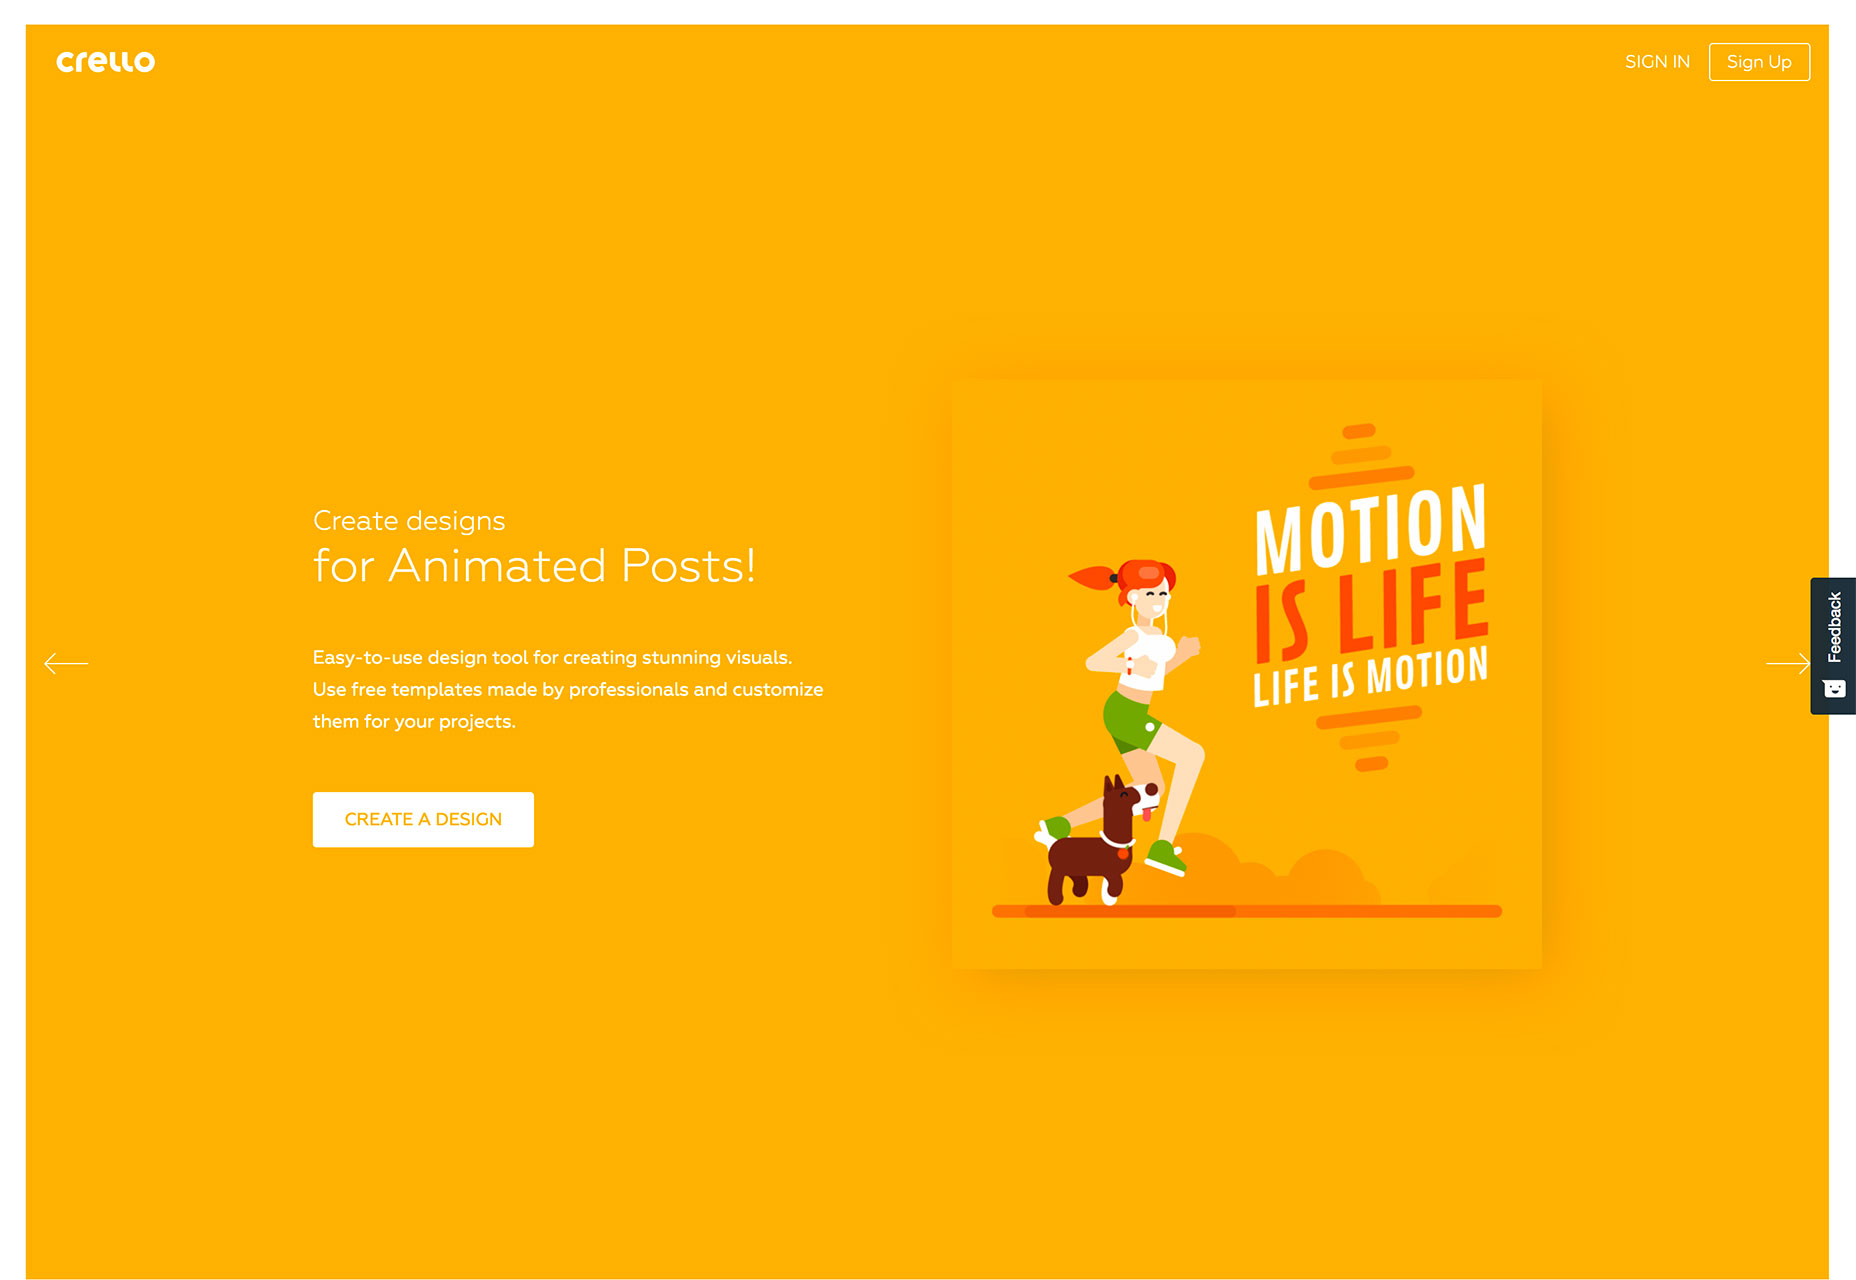 crello
SIGN IN
Sign Up
Create designs
for Animated Posts!
Easy-to-use design tool for creating stunning visuals.
Use free templates made by professionals and customize
them for your projects.
CREATE A DESIGN
MOTION
IS LIFE
LIFE IS MOTION
Feedback